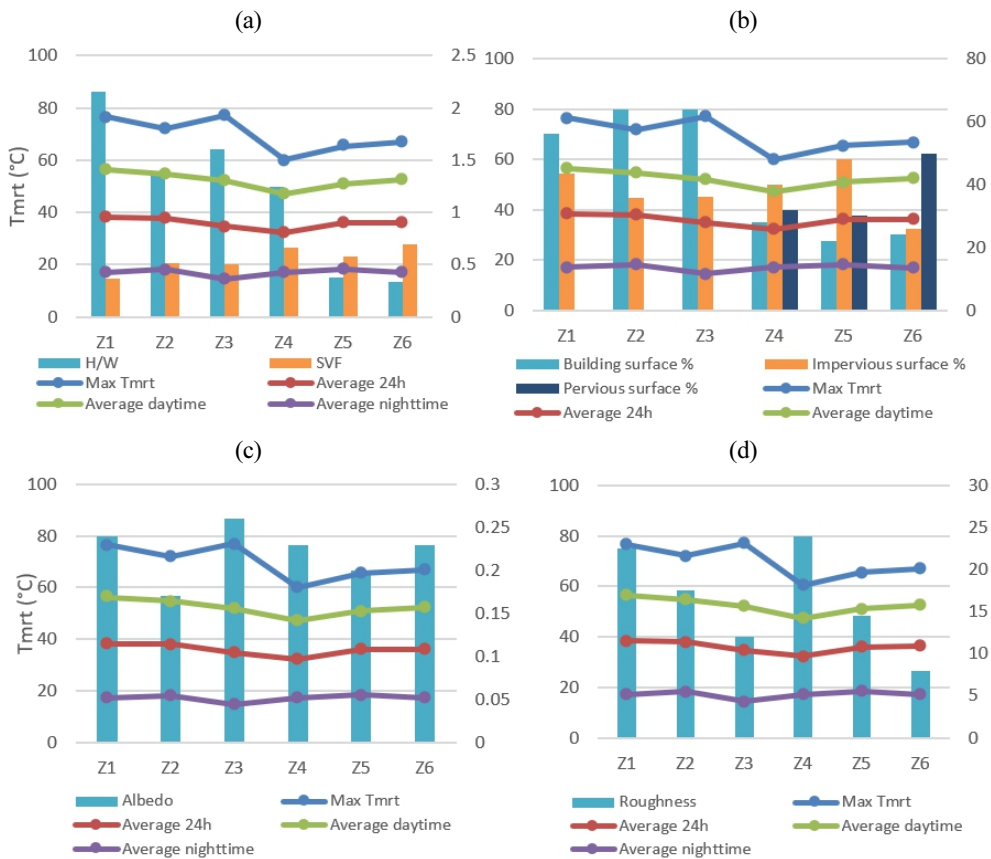 (a)
(b)
100 2.5
80 2
60 1.5
40 1
20 0.5
0 0
Tmrt (°C)
Z1 Z2 Z3 Z4 Z5 Z6
H/W SVF
Max Tmrt Average 24h
Average daytime Average nighttime
100 80
80 60
60
40 40
20 20
0 0
Z1 Z2 Z3 Z4 Z5 Z6
Building surface % Impervious surface %
Pervious surface % Max Tmrt
Average 24h Average daytime
(c)
(d)
100 0.3
80 0.25
60 0.2
40 0.15
20 0.1
0 0.05
0
Tmrt (°C)
Z1 Z2 Z3 Z4 Z5 Z6
Albedo Max Tmrt
Average 24h Average daytime
Average nighttime
100 30
80 25
60 20
40 15
20 10
0 5
0
Z1 Z2 Z3 Z4 Z5 Z6
Roughness Max Tmrt
Average 24h Average daytime
Average nighttime